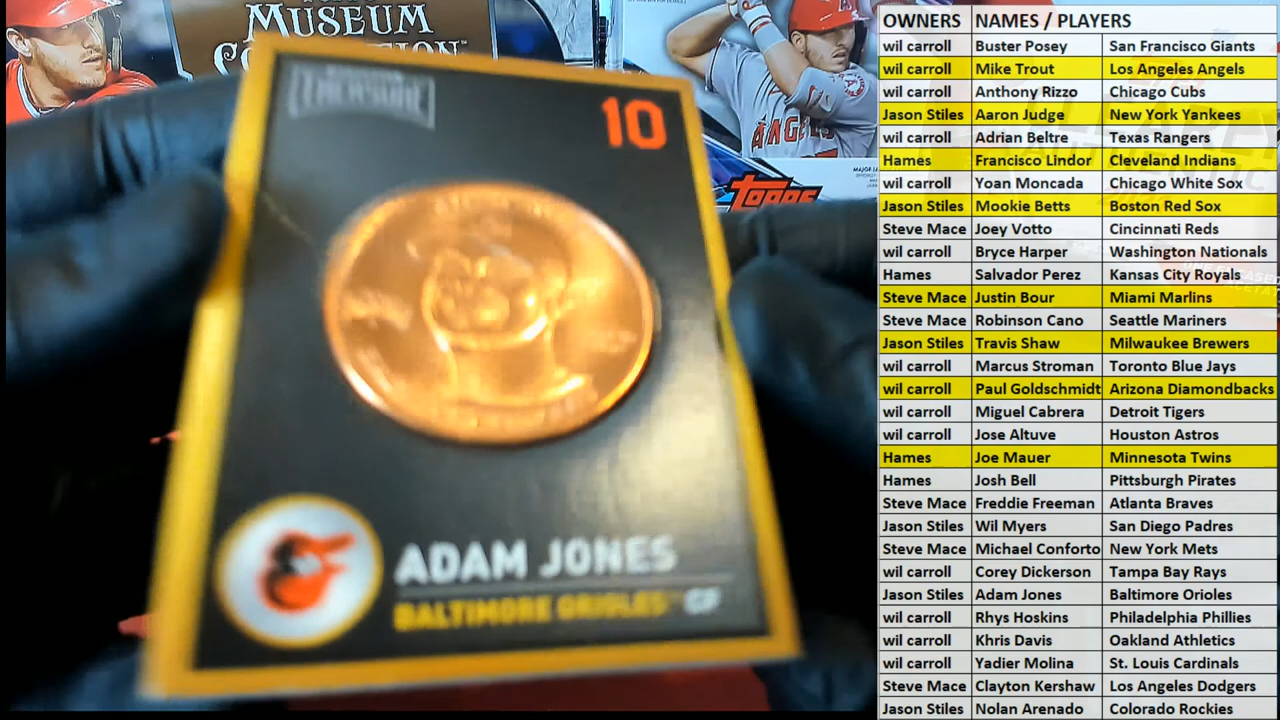 MUSEUM
TREASURE
10
ANGELS
MAJOR LE
TOPPS
ADAM JONES
BALTIMORE ORIOLES™ CF
OWNERS NAMES / PLAYERS
wil carroll Buster Posey San Francisco Giants
wil carroll Mike Trout Los Angeles Angels
wil carroll Anthony Rizzo Chicago Cubs
Jason Stiles Aaron Judge New York Yankees
wil carroll Adrian Beltre Texas Rangers
Hames Francisco Lindor Cleveland Indians
wil carroll Yoan Moncada Chicago White Sox
Jason Stiles Mookie Betts Boston Red Sox
Steve Mace Joey Votto Cincinnati Reds
wil carroll Bryce Harper Washington Nationals
Hames Salvador Perez Kansas City Royals
Steve Mace Justin Bour Miami Marlins
Steve Mace Robinson Cano Seattle Mariners
Jason Stiles Travis Shaw Milwaukee Brewers
wil carroll Marcus Stroman Toronto Blue Jays
wil carroll Paul Goldschmidt Arizona Diamondbacks
wil carroll Miguel Cabrera Detroit Tigers
wil carroll Jose Altuve Houston Astros
Hames Joe Mauer Minnesota Twins
Hames Josh Bell Pittsburgh Pirates
Steve Mace Freddie Freeman Atlanta Braves
Jason Stiles Wil Myers San Diego Padres
Steve Mace Michael Conforto New York Mets
wil carroll Corey Dickerson Tampa Bay Rays
Jason Stiles Adam Jones Baltimore Orioles
wil carroll Rhys Hoskins Philadelphia Phillies
wil carroll Khris Davis Oakland Athletics
wil carroll Yadier Molina St. Louis Cardinals
Steve Mace Clayton Kershaw Los Angeles Dodgers
Jason Stiles Nolan Arenado Colorado Rockies